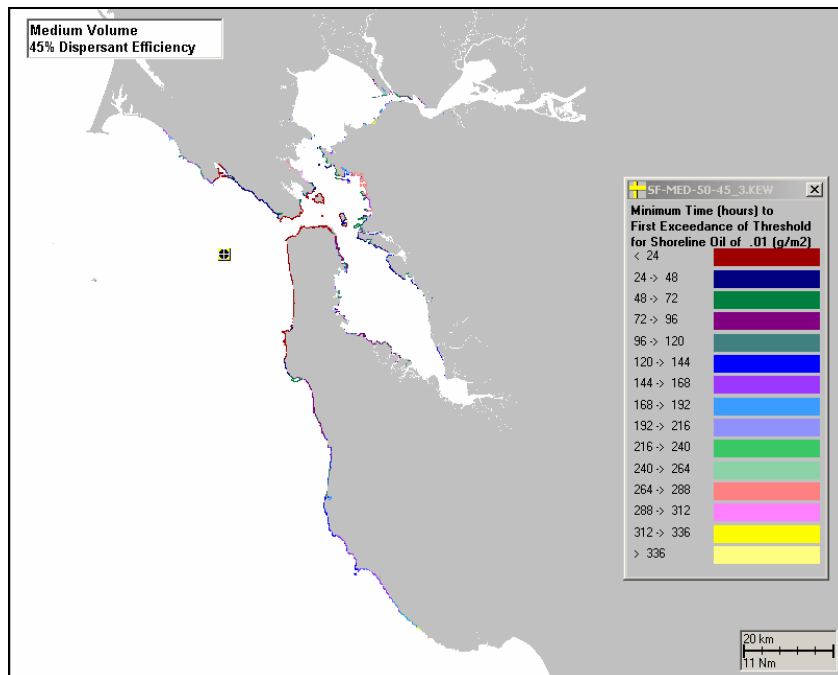 Medium Volume
45% Dispersant Efficiency
SF-MED-50-45_3.KEW
Minimum Time (hours) to
First Exceedance of Threshold
for Shoreline Oil of .01 (g/m2)
< 24
24 -> 48
48 -> 72
72 -> 96
96 -> 120
120 -> 144
144 -> 168
168 -> 192
192 -> 216
216 -> 240
240 -> 264
264 -> 288
288 -> 312
312 -> 336
> 336
20 km
11 Nm